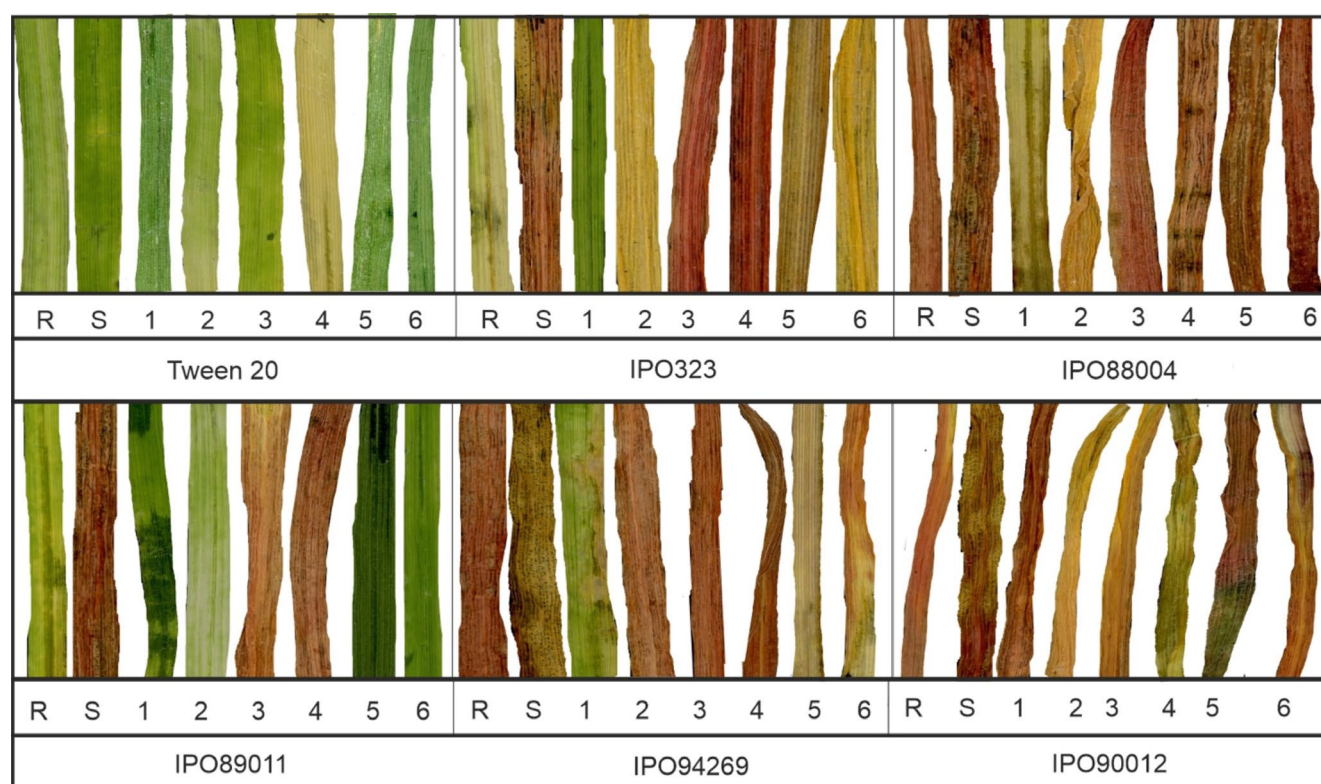 R S 1 2 3 4 5 6 R S 1 2 3 4 5 6 R S 1 2 3 4 5 6
Tween 20 IPO323 IPO88004
R S 1 2 3 4 5 6 R S 1 2 3 4 5 6 R S 1 2 3 4 5 6
IPO89011 IPO94269 IPO90012